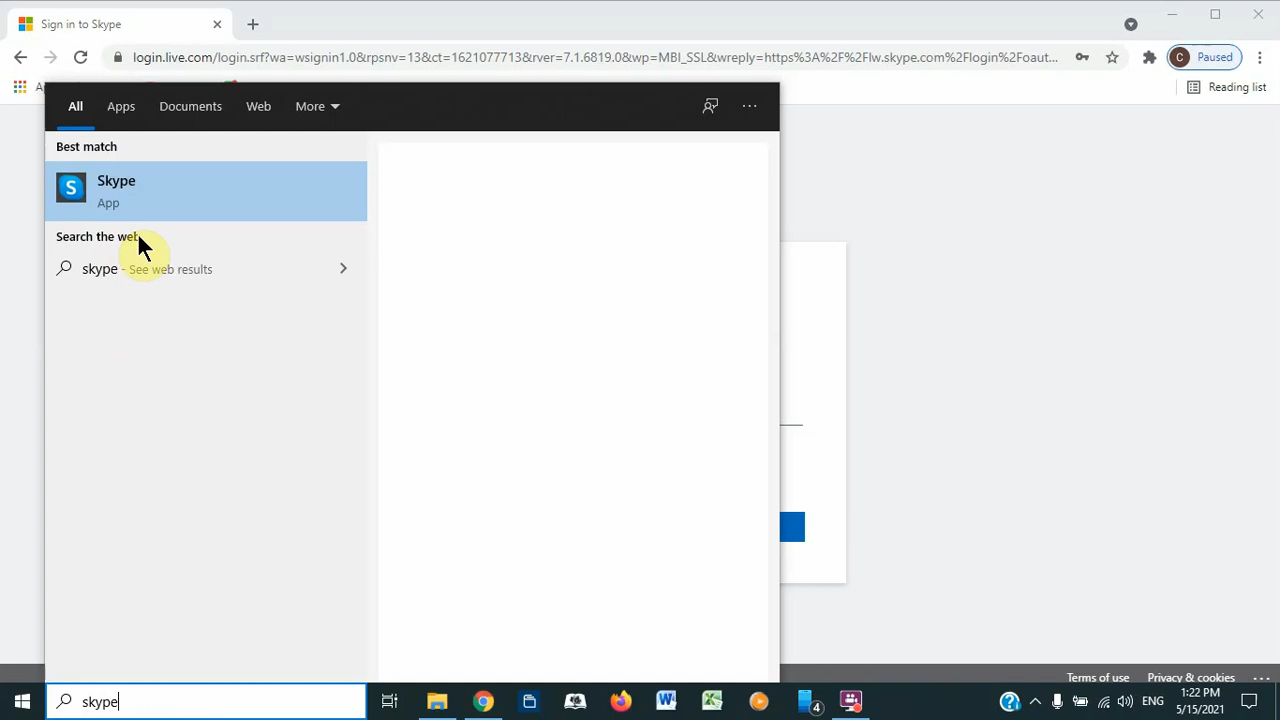 Sign in to Skype
login.live.com/login.srf?wa=wsignin1.0&rpsnv=13&ct=1621077713&rver=7.1.6819.0&wp=MBI_SSL&wreply=https%3A%2F%2Flw.skype.com%2Flogin%2Foaut...
C Paused
Reading list
All Apps Documents Web More
Best match
Skype
App
Search the web
skype - See web results
Terms of use Privacy & cookies
skype
4
ENG
1:22 PM
5/15/2021